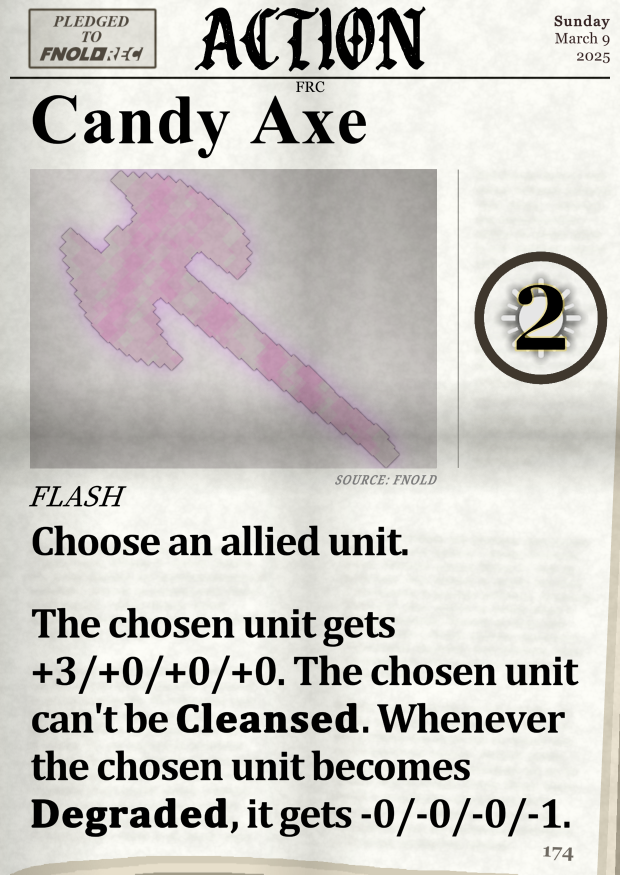 PLEDGED
TO
FNOLD REC
ACTION
Sunday
March 9
2025
FRC
Candy Axe
2
SOURCE: FNOLD
FLASH
Choose an allied unit.
The chosen unit gets
+3/+0/+0/+0. The chosen unit
can't be Cleansed. Whenever
the chosen unit becomes
Degraded, it gets -0/-0/-0/-1.
174